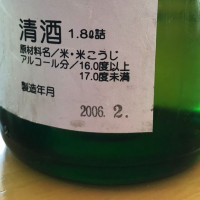 清酒 1.8ℓ詰
原材料名/米・米こうじ
アルコール分/16.0度以上
17.0度未満
製造年月
2006. 2.